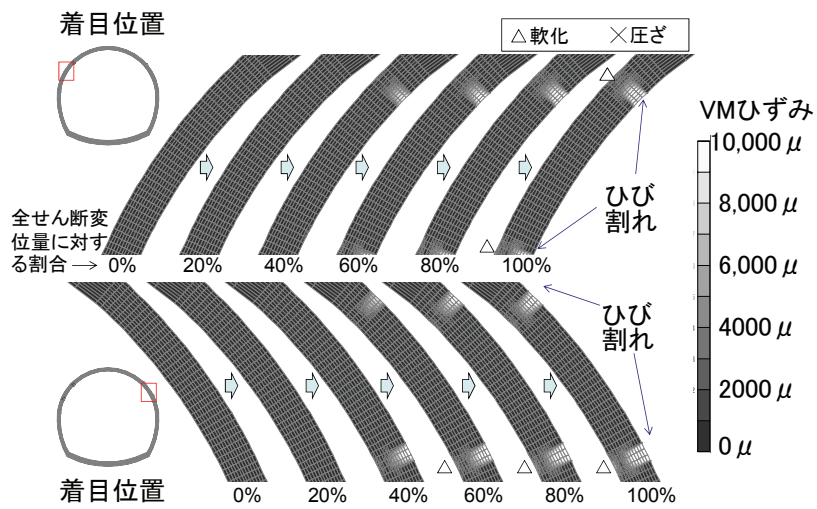 着目位置
△ 軟化 ×圧ざ
VMひずみ
10,000 μ
8,000 μ
6,000 μ
4000 μ
2000 μ
0 μ
ひび
割れ
全せん断変
位量に対す
る割合→ 0% 20% 40% 60% 80% 100%
ひび
割れ
着目位置
0% 20% 40% 60% 80% 100%